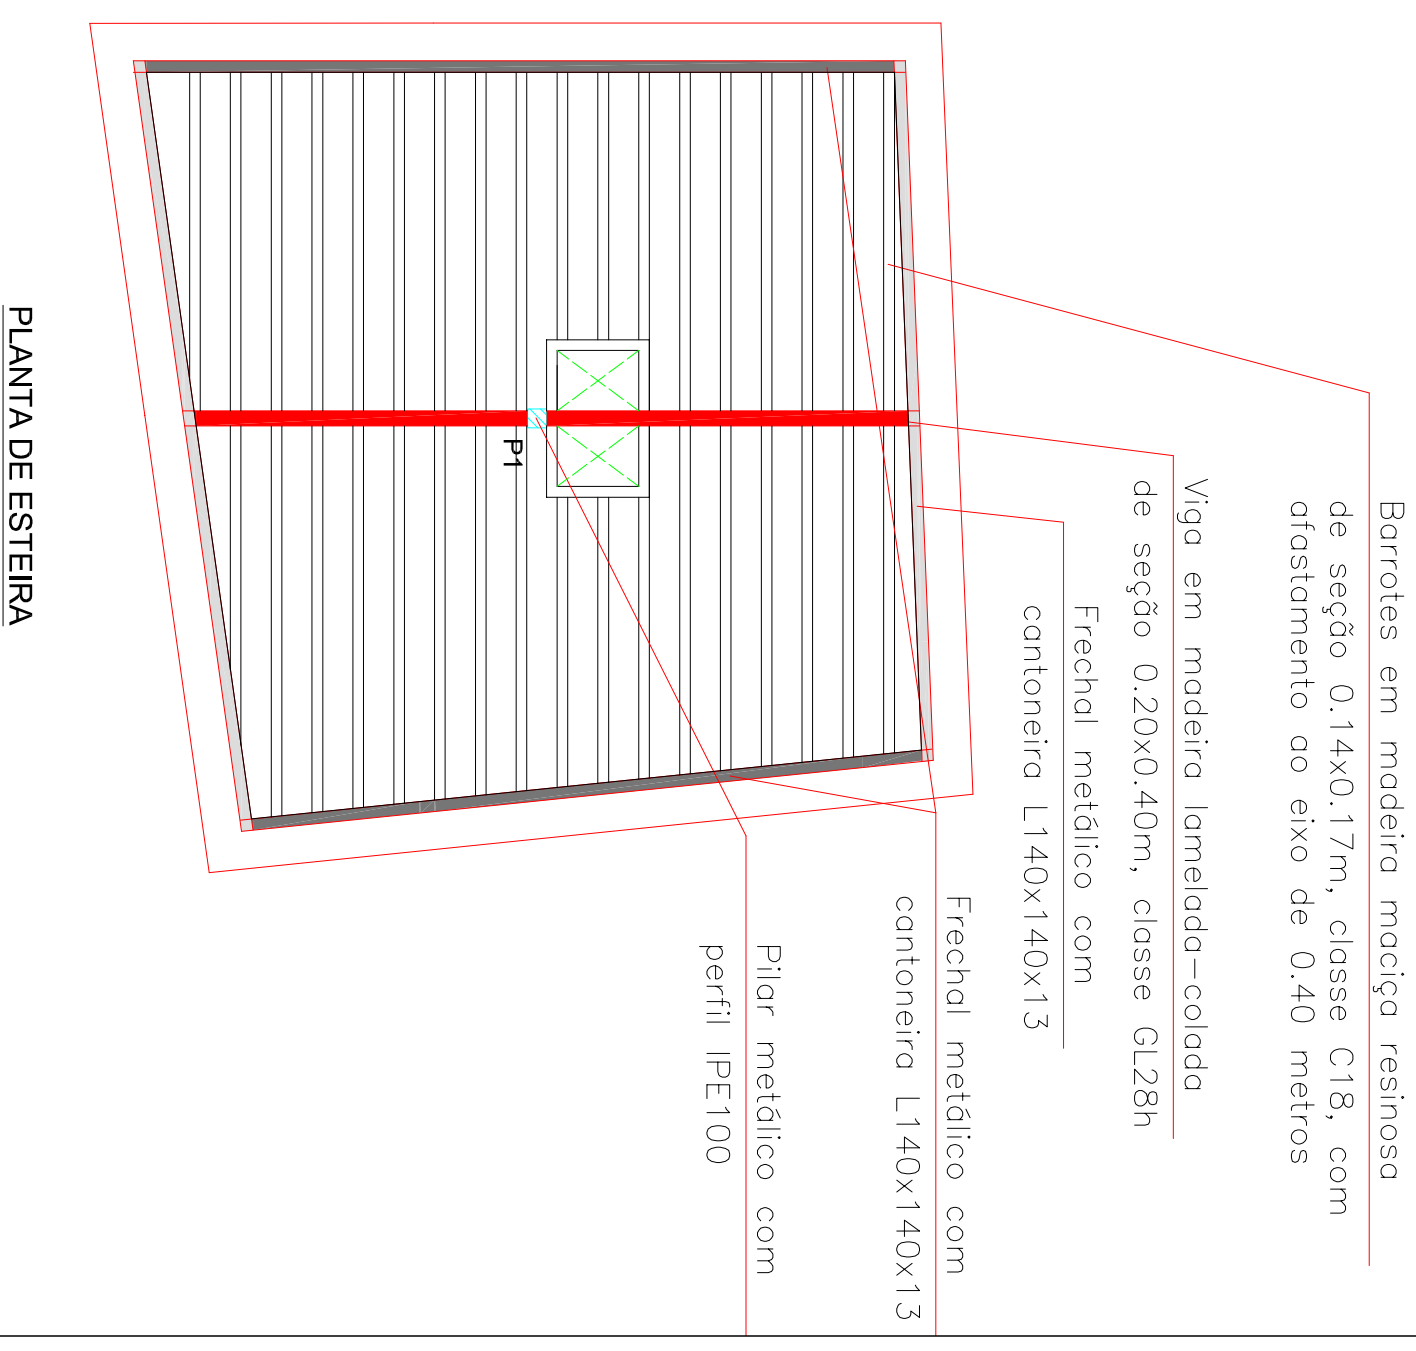 Barrotes em madeira maciça resinosa
de seção 0.14x0.17m, classe C18, com
afastamento ao eixo de 0.40 metros
Viga em madeira lamelada-colada
de seção 0.20x0.40m, classe GL28h
Frechal metálico com
cantoneira L140x140x13
Frechal metálico com
cantoneira L140x140x13
Pilar metálico com
perfil IPE100
P1
PLANTA DE ESTEIRA